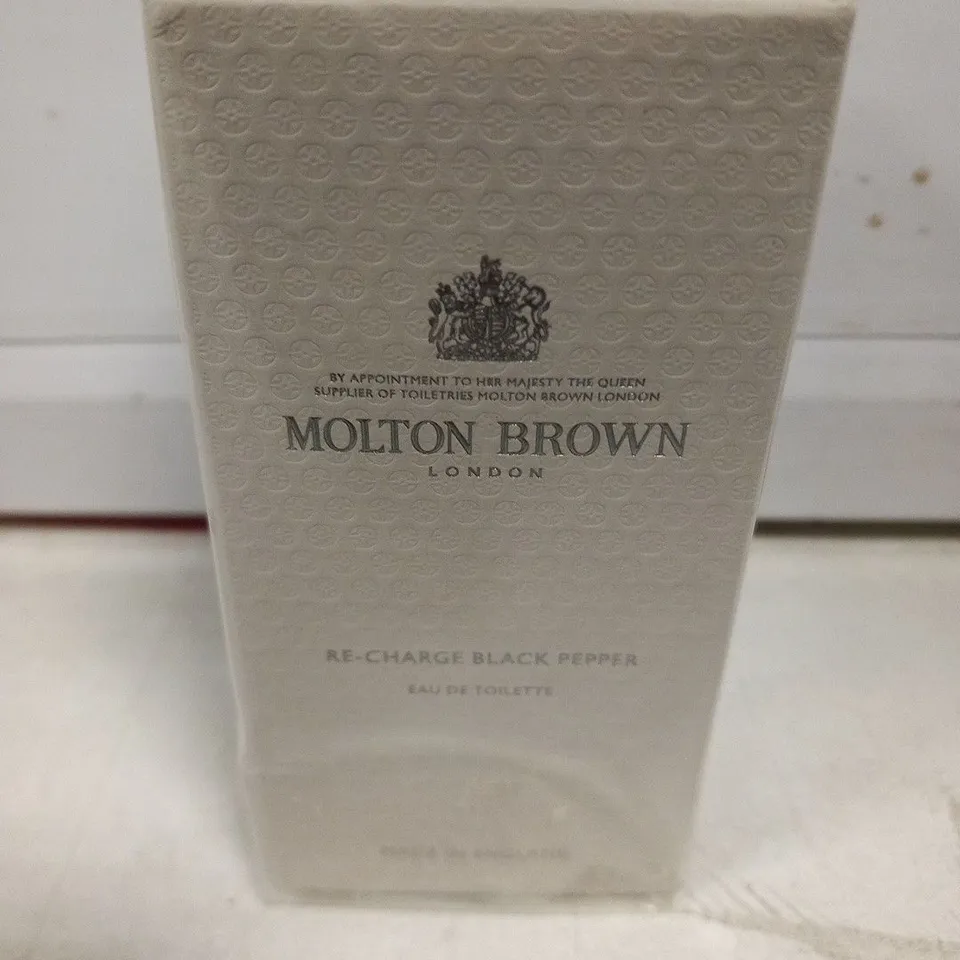 BY APPOINTMENT TO HER MAJESTY THE QUEEN
SUPPLIER OF TOILETRIES MOLTON BROWN LONDON
MOLTON BROWN
LONDON
RE-CHARGE BLACK PEPPER
EAU DE TOILETTE